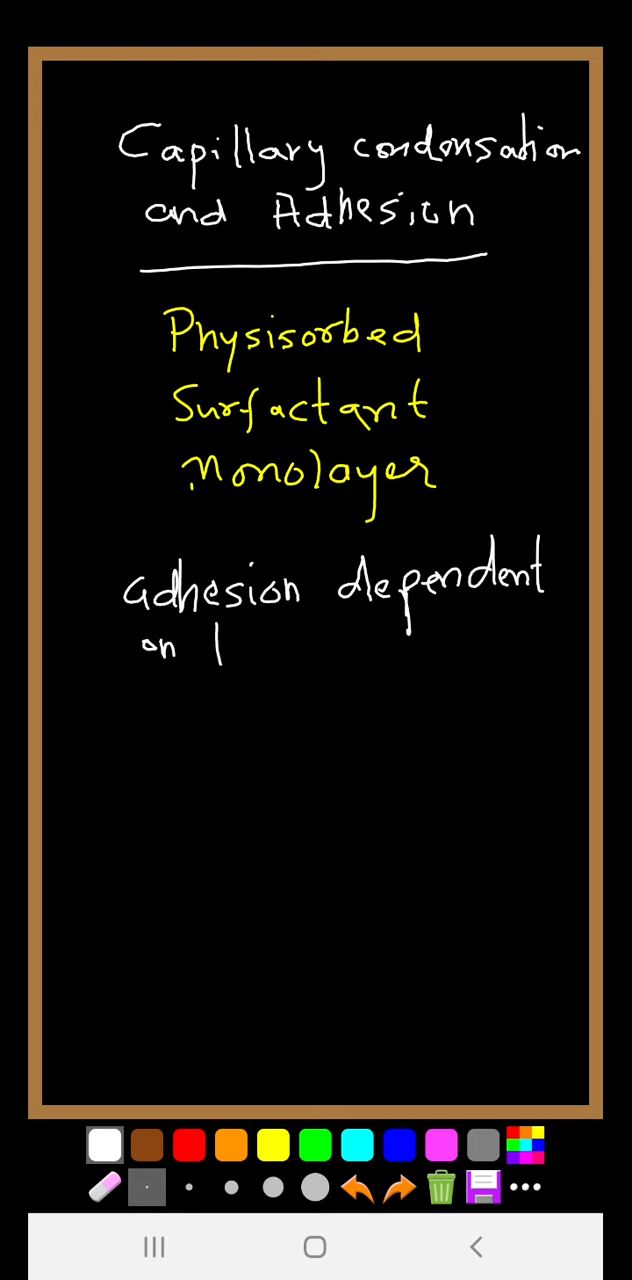 Capillary condensation
and Adhesion
Physisorbed
Surfactant
Monolayer
adhesion dependent
on